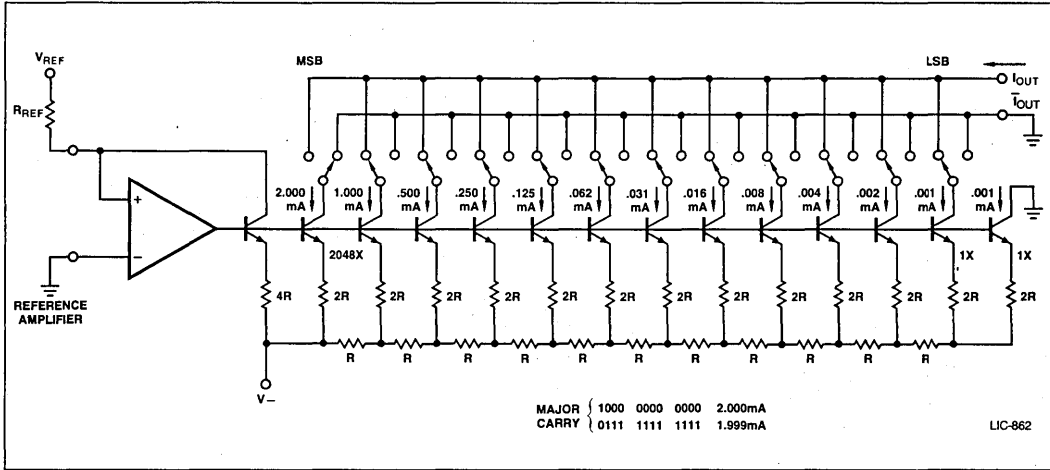 MSB
LSB
VREF
IOUT
IOUT
RREF
2.000 mA
1.000 mA
.500 mA
.250 mA
.125 mA
.062 mA
.031 mA
.016 mA
.008 mA
.004 mA
.002 mA
.001 mA
.001 mA
+
−
2048X
1X
1X
REFERENCE
AMPLIFIER
4R
2R
2R
2R
2R
2R
2R
2R
2R
2R
2R
2R
2R
2R
R
R
R
R
R
R
R
R
R
R
R
V−
MAJOR CARRY { 1000 0000 0000 2.000mA
0111 1111 1111 1.999mA
LIC-862